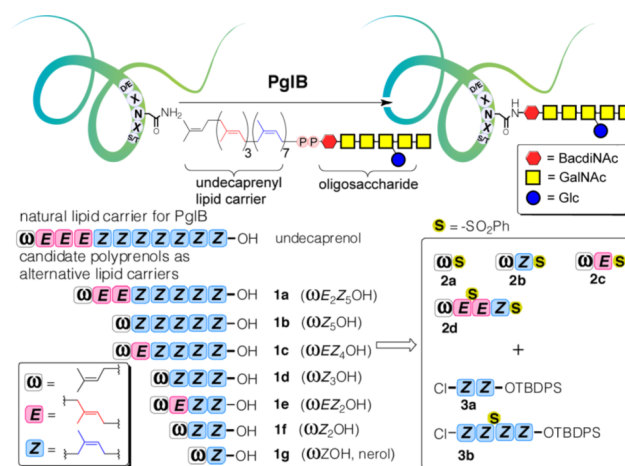 PglB
D/E X N X S/T
NH₂
O
3
7
P P
D/E X N X S/T
H
N
O
undecaprenyl
lipid carrier
oligosaccharide
= BacdiNAc
= GalNAc
= Glc
natural lipid carrier for PglB
ω E E E Z Z Z Z Z Z Z –OH undecaprenol
candidate polyprenols as
alternative lipid carriers
ω E E Z Z Z Z Z –OH 1a (ωE₂Z₅OH)
ω Z Z Z Z Z –OH 1b (ωZ₅OH)
ω E Z Z Z Z –OH 1c (ωEZ₄OH)
ω Z Z Z –OH 1d (ωZ₃OH)
ω E Z Z –OH 1e (ωEZ₂OH)
ω Z Z –OH 1f (ωZ₂OH)
ω Z –OH 1g (ωZOH, nerol)
ω =
E =
Z =
S = -SO₂Ph
ω S ω Z S ω E S
2a 2b 2c
S
ω E E Z S
2d
+
Cl– Z Z –OTBDPS
3a
S
Cl– Z Z Z Z –OTBDPS
3b